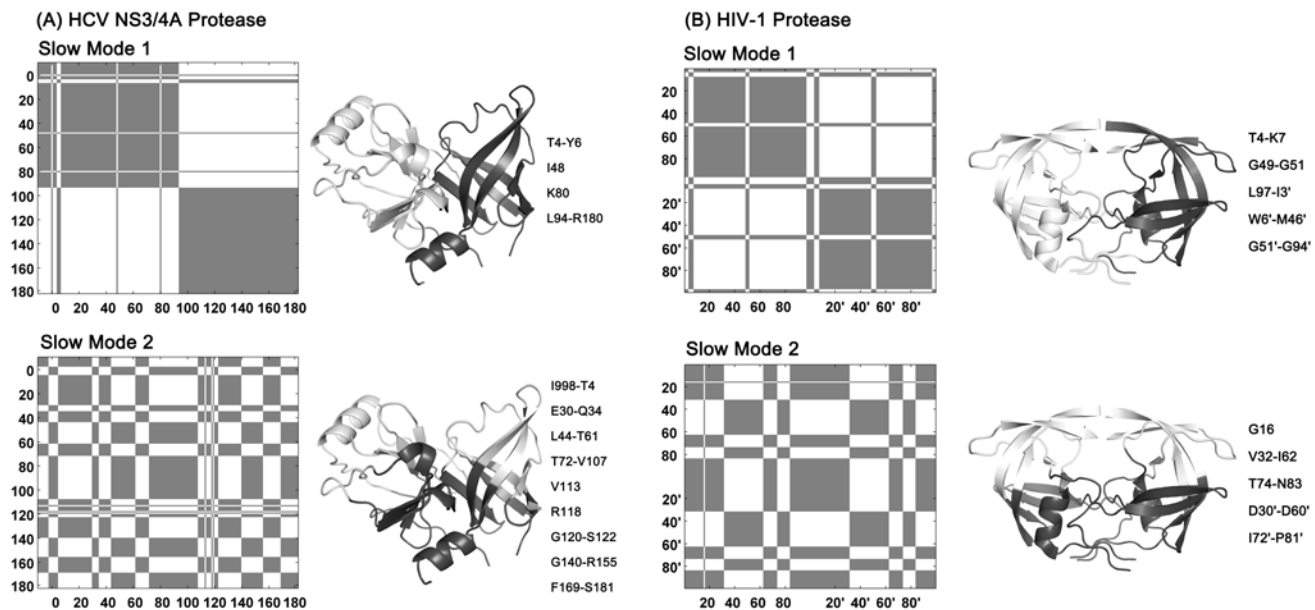 (A) HCV NS3/4A Protease
Slow Mode 1
0
20
40
60
80
100
120
140
160
180
0 20 40 60 80 100 120 140 160 180
T4-Y6
I48
K80
L94-R180
Slow Mode 2
0
20
40
60
80
100
120
140
160
180
0 20 40 60 80 100 120 140 160 180
I998-T4
E30-Q34
L44-T61
T72-V107
V113
R118
G120-S122
G140-R155
F169-S181
(B) HIV-1 Protease
Slow Mode 1
20
40
60
80
20'
40'
60'
80'
20 40 60 80 20' 40' 60' 80'
T4-K7
G49-G51
L97-I3'
W6'-M46'
G51'-G94'
Slow Mode 2
20
40
60
80
20'
40'
60'
80'
20 40 60 80 20' 40' 60' 80'
G16
V32-I62
T74-N83
D30'-D60'
I72'-P81'